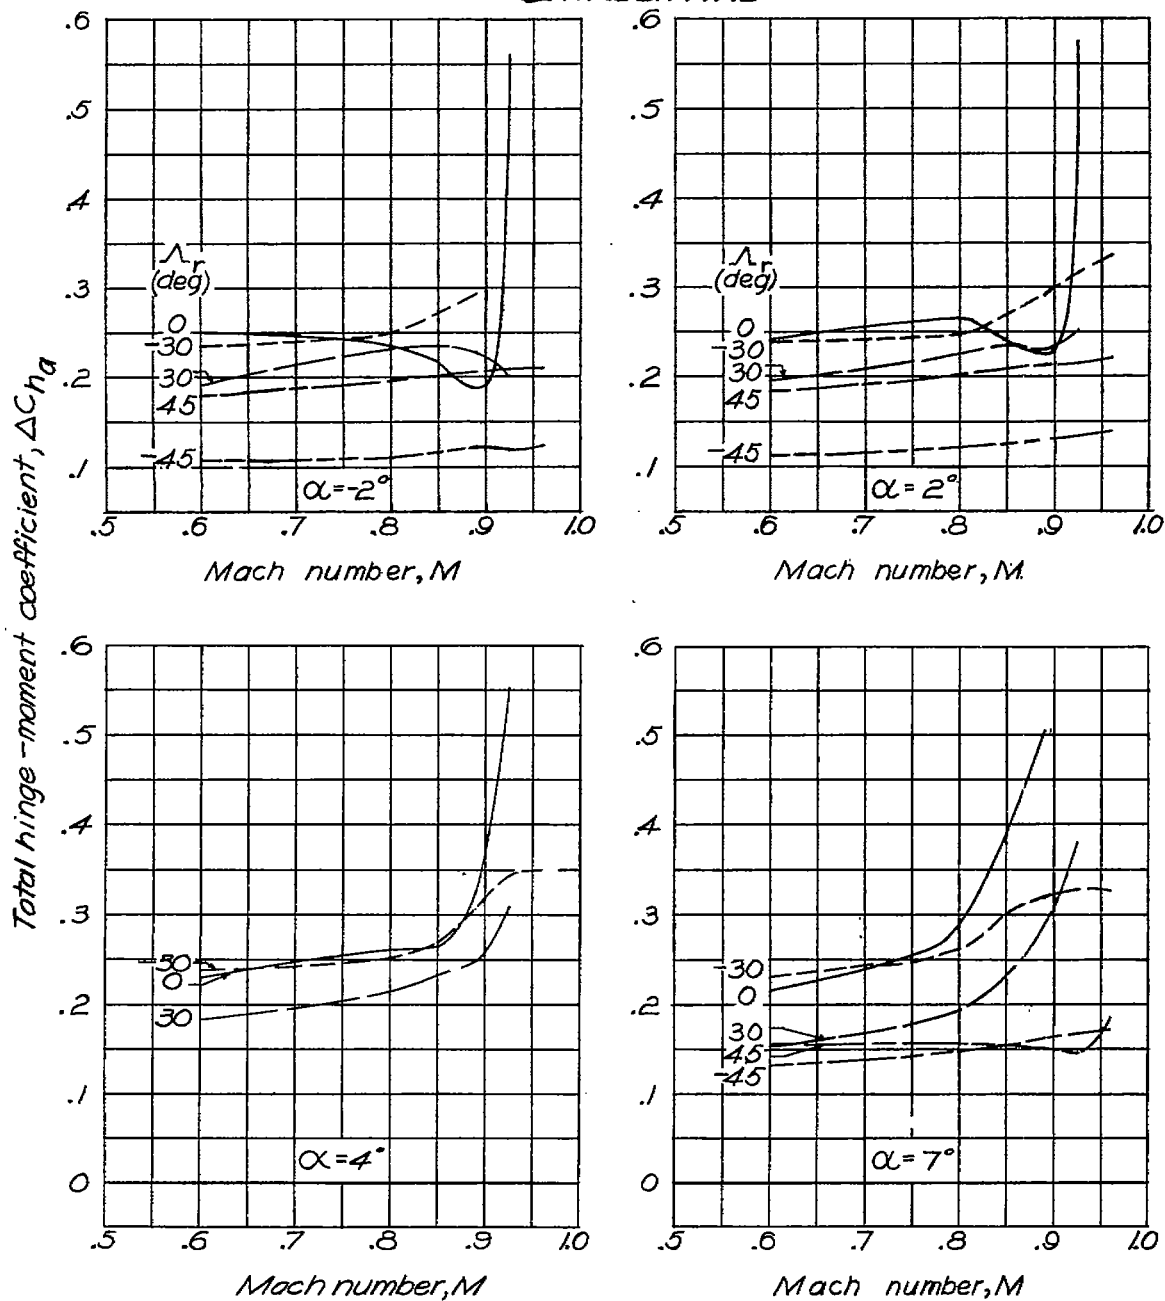 Total hinge-moment coefficient, ΔCha
.6
.5
.4
.3
.2
.1
Λr
(deg)
0
-30
30
45
-45
α=-2°
.5 .6 .7 .8 .9 1.0
Mach number, M
.6
.5
.4
.3
.2
.1
Λr
(deg)
0
-30
30
45
-45
α=2°
.5 .6 .7 .8 .9 1.0
Mach number, M.
.6
.5
.4
.3
.2
.1
0
-30
0
30
α=4°
.5 .6 .7 .8 .9 1.0
Mach number, M
.6
.5
.4
.3
.2
.1
0
-30
0
30
45
-45
α=7°
.5 .6 .7 .8 .9 1.0
Mach number, M